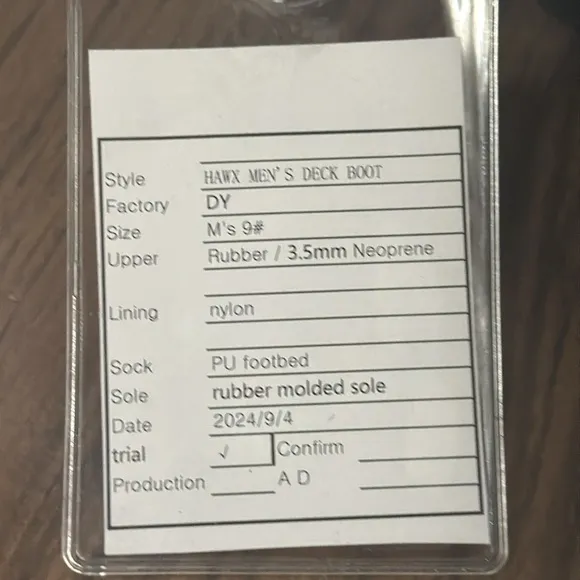 Style HAWX MEN'S DECK BOOT
Factory DY
Size M's 9#
Upper Rubber / 3.5mm Neoprene
Lining nylon
Sock PU footbed
Sole rubber molded sole
Date 2024/9/4
trial ✓ Confirm
Production A D